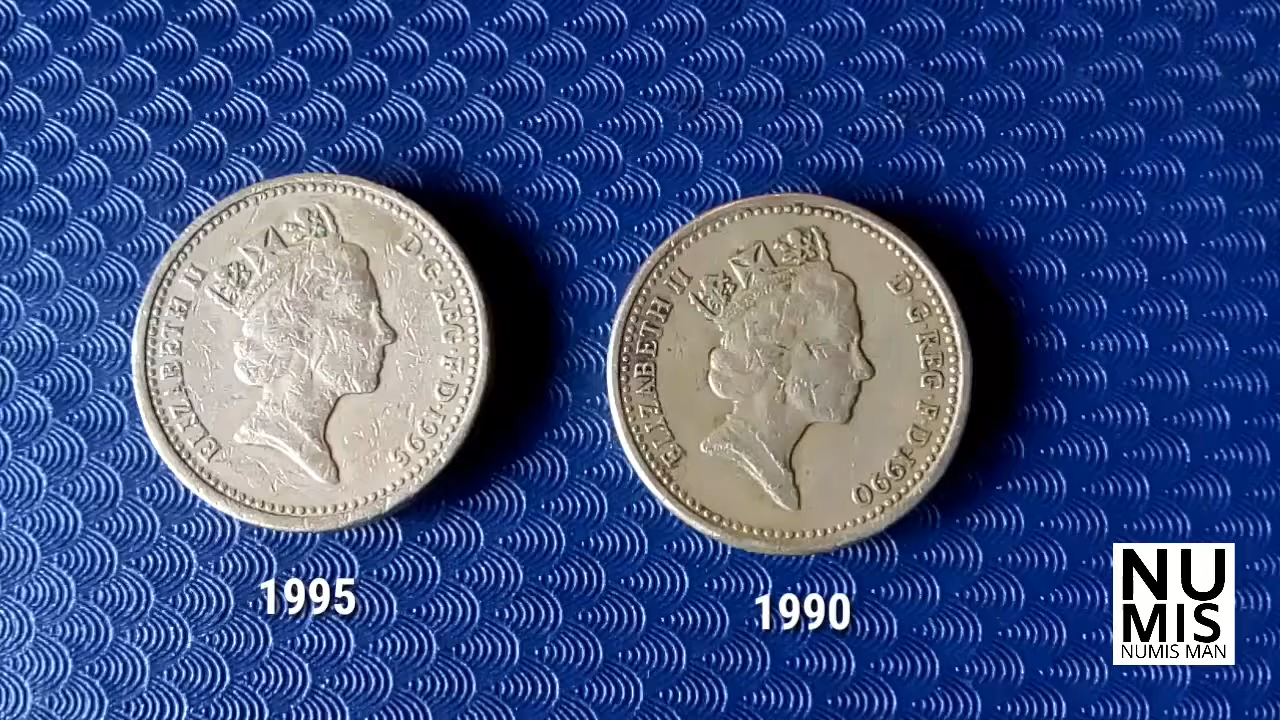 ELIZABETH II
D·G·REG·F·D·1995
ELIZABETH II
D·G·REG·F·D·1990
1995
1990
NU
MIS
NUMIS MAN